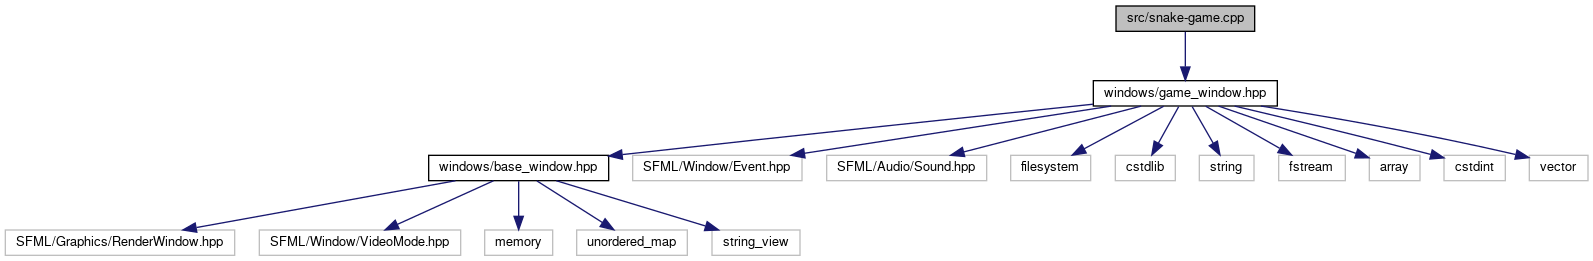 src/snake-game.cpp
windows/game_window.hpp
windows/base_window.hpp
SFML/Window/Event.hpp
SFML/Audio/Sound.hpp
filesystem
cstdlib
string
fstream
array
cstdint
vector
SFML/Graphics/RenderWindow.hpp
SFML/Window/VideoMode.hpp
memory
unordered_map
string_view